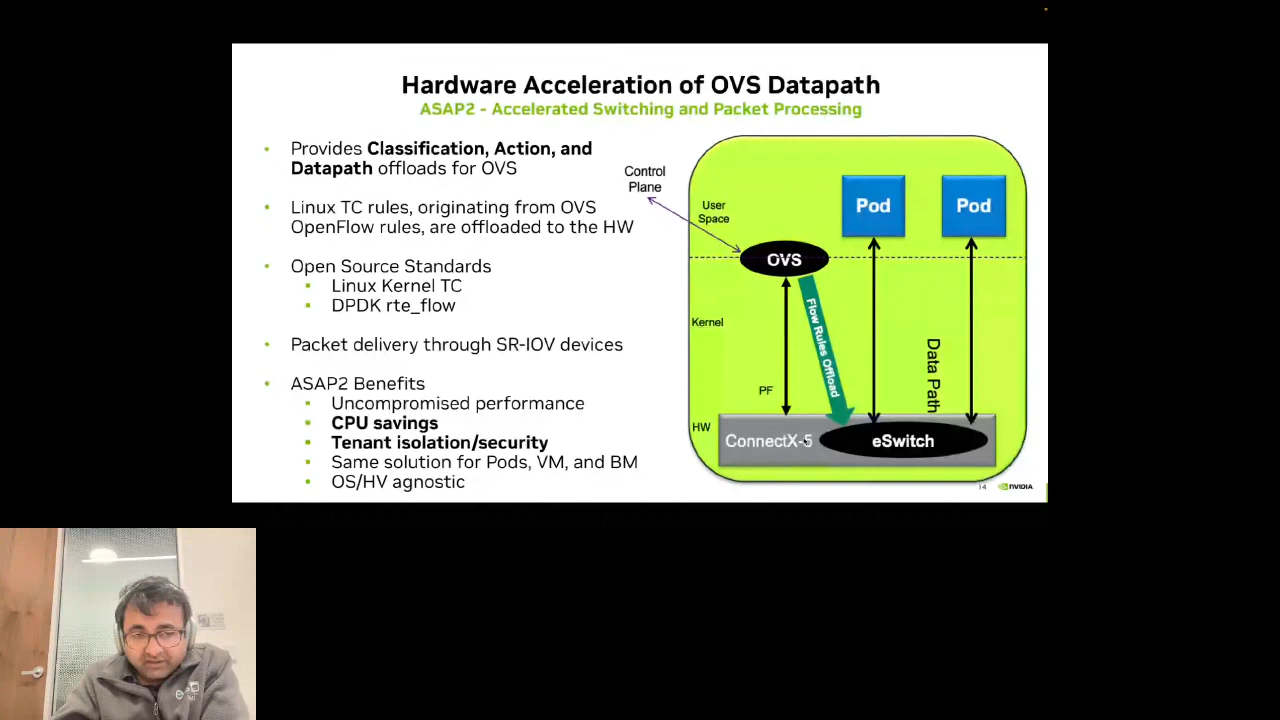 Hardware Acceleration of OVS Datapath
ASAP2 - Accelerated Switching and Packet Processing
Provides Classification, Action, and
Datapath offloads for OVS
Linux TC rules, originating from OVS
OpenFlow rules, are offloaded to the HW
Open Source Standards
Linux Kernel TC
DPDK rte_flow
Packet delivery through SR-IOV devices
ASAP2 Benefits
Uncompromised performance
CPU savings
Tenant isolation/security
Same solution for Pods, VM, and BM
OS/HV agnostic
Control
Plane
User
Space
Pod
Pod
OVS
Kernel
Flow Rules Offload
Data Path
PF
HW
ConnectX-5
eSwitch
14
NVIDIA